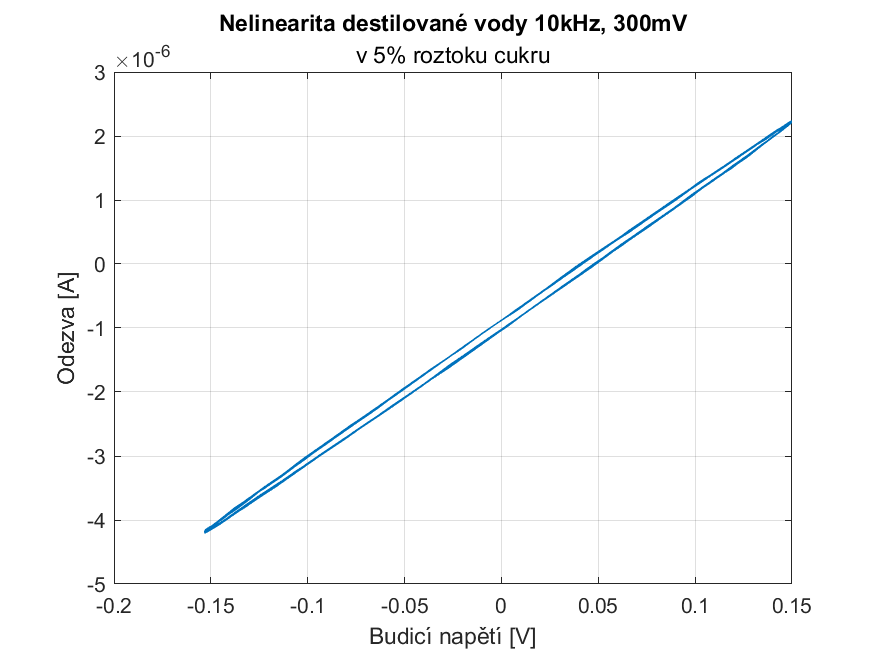 Nelinearita destilované vody 10kHz, 300mV
v 5% roztoku cukru
×10-6
3
2
1
0
-1
-2
-3
-4
-5
Odezva [A]
-0.2 -0.15 -0.1 -0.05 0 0.05 0.1 0.15
Budicí napětí [V]